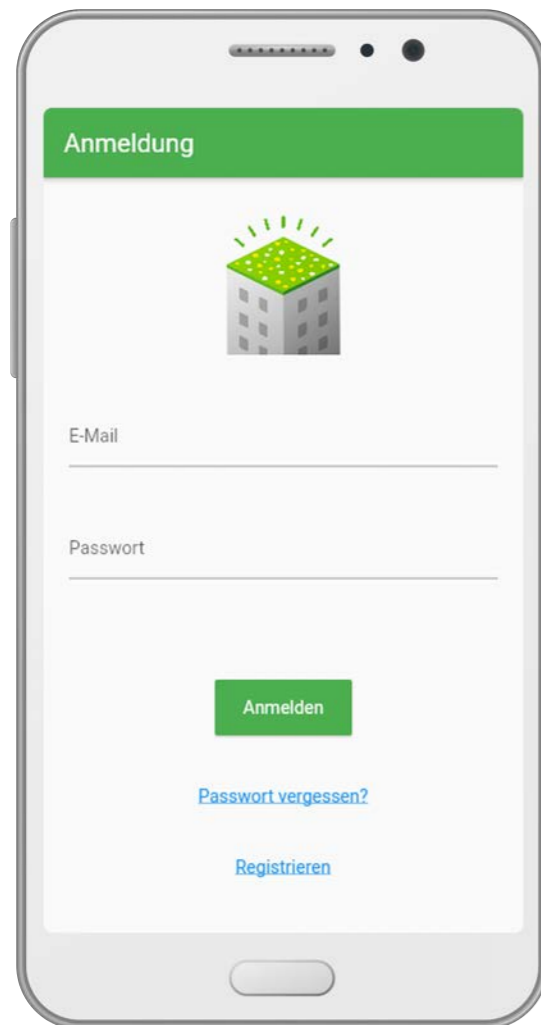 Anmeldung
E-Mail
Passwort
Anmelden
Passwort vergessen?
Registrieren